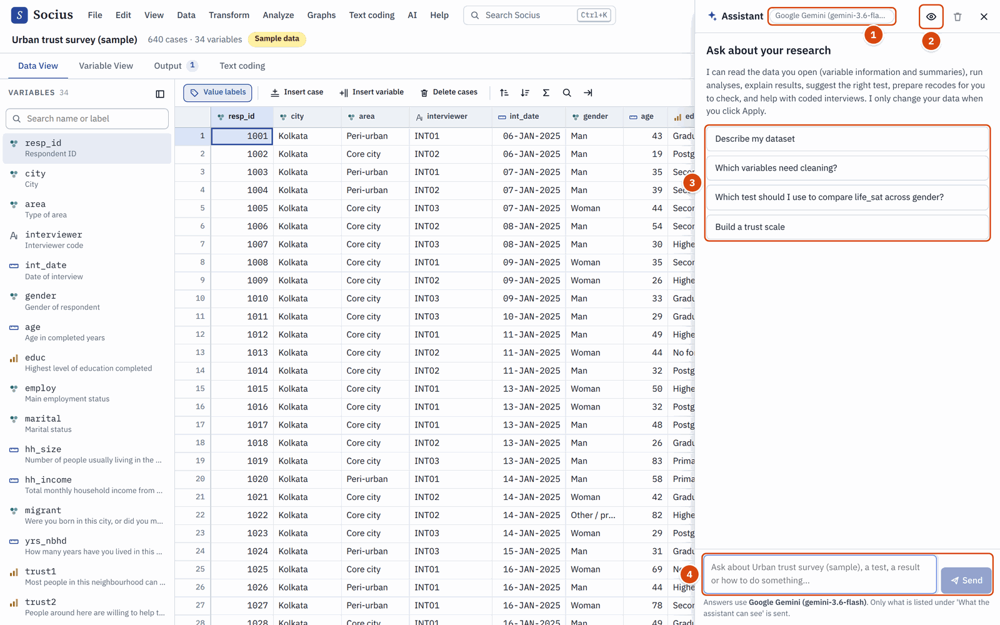 Socius File Edit View Data Transform Analyze Graphs Text coding AI Help Search Socius Ctrl+K
Urban trust survey (sample) 640 cases · 34 variables Sample data
Data View Variable View Output 1 Text coding
VARIABLES 34
Search name or label
resp_id
Respondent ID
city
City
area
Type of area
interviewer
Interviewer code
int_date
Date of interview
gender
Gender of respondent
age
Age in completed years
educ
Highest level of education completed
employ
Main employment status
marital
Marital status
hh_size
Number of people usually living in the ...
hh_income
Total monthly household income from ...
migrant
Were you born in this city, or did you m...
yrs_nbhd
How many years have you lived in this ...
trust1
Most people in this neighbourhood can ...
trust2
People around here are willing to help t...
Value labels Insert case Insert variable Delete cases
resp_id city area interviewer int_date gender age ed
1 1001 Kolkata Peri-urban INT01 06-JAN-2025 Man 43 Gradu
2 1002 Kolkata Core city INT02 06-JAN-2025 Man 19 Postg
3 1003 Kolkata Peri-urban INT01 07-JAN-2025 Man 35 Seco
4 1004 Kolkata Peri-urban INT02 07-JAN-2025 Man 39 Seco
5 1005 Kolkata Core city INT03 07-JAN-2025 Woman 44 Secor
6 1006 Kolkata Core city INT02 08-JAN-2025 Man 54 Secor
7 1007 Kolkata Core city INT03 08-JAN-2025 Man 30 Highe
8 1008 Kolkata Core city INT01 09-JAN-2025 Woman 35 Secor
9 1009 Kolkata Core city INT02 09-JAN-2025 Woman 26 Highe
10 1010 Kolkata Core city INT03 09-JAN-2025 Man 33 Gradu
11 1011 Kolkata Core city INT03 10-JAN-2025 Man 29 Gradu
12 1012 Kolkata Core city INT01 11-JAN-2025 Man 49 Highe
13 1013 Kolkata Core city INT02 11-JAN-2025 Woman 44 No fo
14 1014 Kolkata Core city INT02 11-JAN-2025 Man 32 Postg
15 1015 Kolkata Core city INT01 13-JAN-2025 Woman 50 Highe
16 1016 Kolkata Core city INT02 13-JAN-2025 Woman 32 Postg
17 1017 Kolkata Core city INT01 13-JAN-2025 Man 48 Postg
18 1018 Kolkata Core city INT02 13-JAN-2025 Man 26 Gradu
19 1019 Kolkata Core city INT03 13-JAN-2025 Man 83 Prima
20 1020 Kolkata Peri-urban INT01 14-JAN-2025 Man 58 Prima
21 1021 Kolkata Core city INT02 14-JAN-2025 Woman 42 Gradu
22 1022 Kolkata Core city INT02 14-JAN-2025 Other / pr... 82 Highe
23 1023 Kolkata Core city INT03 14-JAN-2025 Woman 29 Postg
24 1024 Kolkata Peri-urban INT03 15-JAN-2025 Man 31 Gradu
25 1025 Kolkata Core city INT01 16-JAN-2025 Woman 69
26 1026 Kolkata Peri-urban INT01 16-JAN-2025 Man 44 Highe
27 1027 Kolkata Peri-urban INT01 16-JAN-2025 Woman 78 Secor
28 1028 Kolkata Core city INT01 16-JAN-2025 Man 49 Gradu
Assistant Google Gemini (gemini-3.6-fla...
1
2
Ask about your research
I can read the data you open (variable information and summaries), run
analyses, explain results, suggest the right test, prepare recodes for you
to check, and help with coded interviews. I only change your data when
you click Apply.
3
Describe my dataset
Which variables need cleaning?
Which test should I use to compare life_sat across gender?
Build a trust scale
4
Ask about Urban trust survey (sample), a test, a result
or how to do something...
Send
Answers use Google Gemini (gemini-3.6-flash). Only what is listed under 'What the
assistant can see' is sent.